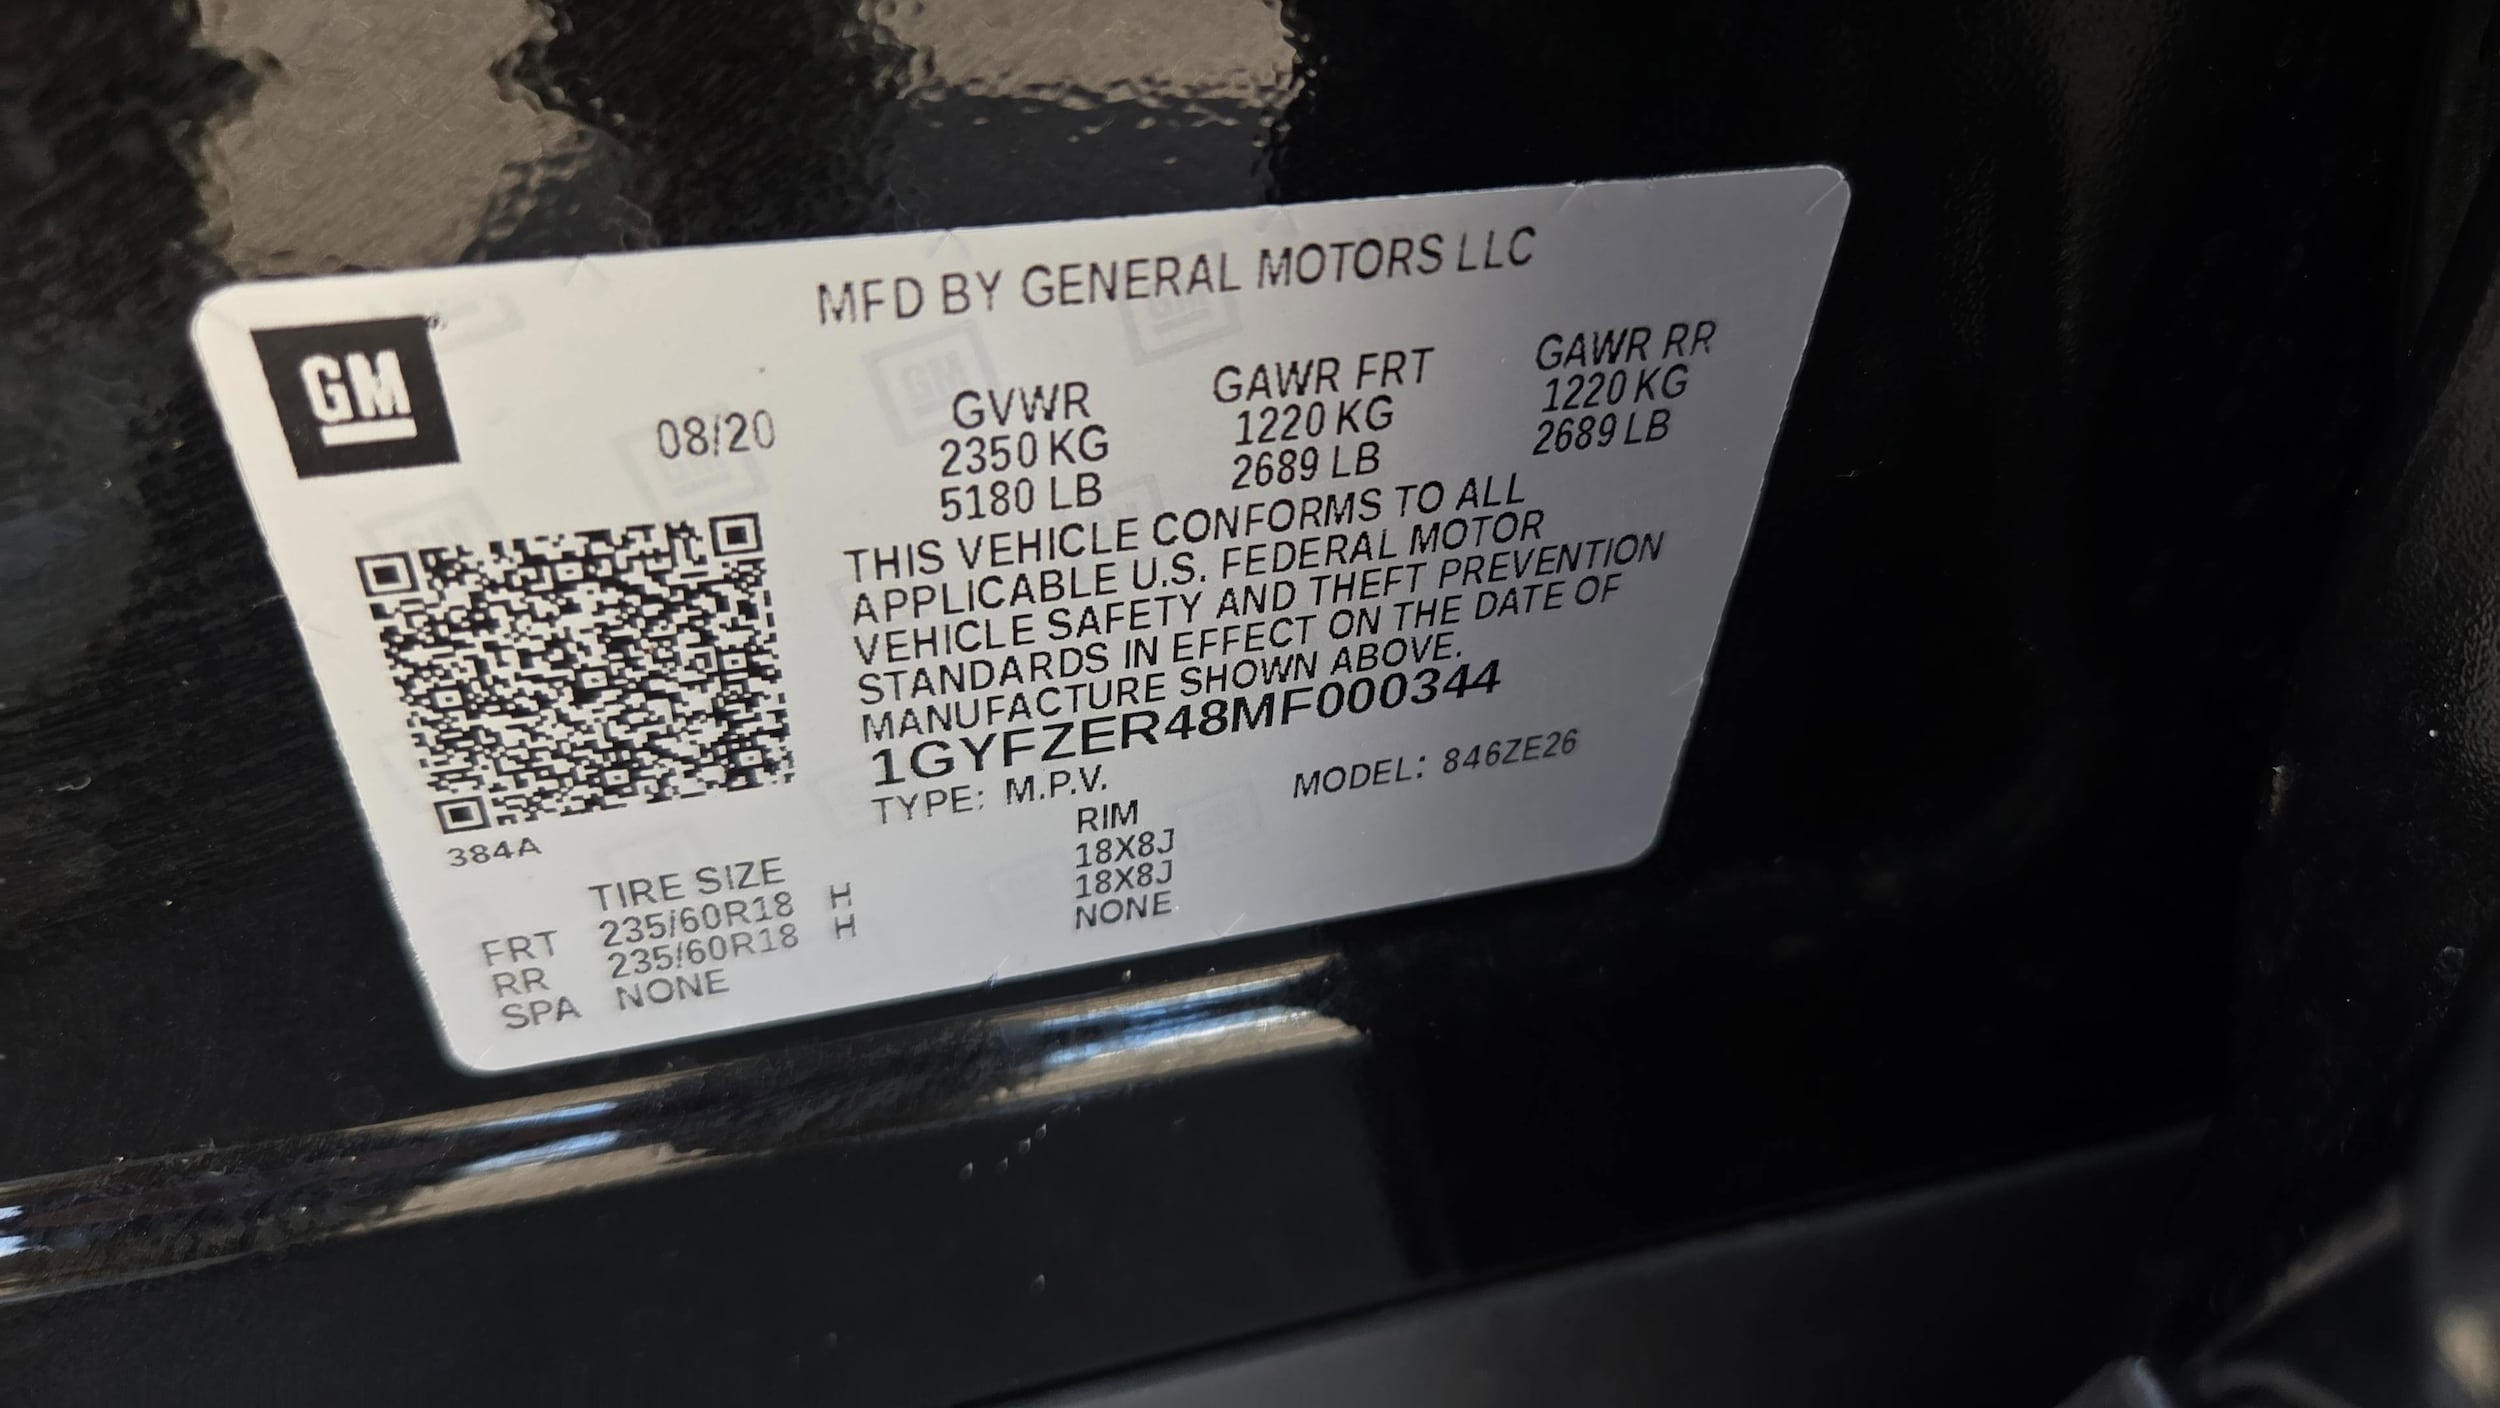 MFD BY GENERAL MOTORS LLC
GM
08/20
GVWR GAWR FRT GAWR RR
2350 KG 1220 KG 1220 KG
5180 LB 2689 LB 2689 LB
THIS VEHICLE CONFORMS TO ALL
APPLICABLE U.S. FEDERAL MOTOR
VEHICLE SAFETY AND THEFT PREVENTION
STANDARDS IN EFFECT ON THE DATE OF
MANUFACTURE SHOWN ABOVE.
1GYFZER48MF000344
TYPE: M.P.V. MODEL: 846ZE26
384A
TIRE SIZE RIM
FRT 235/60R18 H 18X8J
RR 235/60R18 H 18X8J
SPA NONE NONE